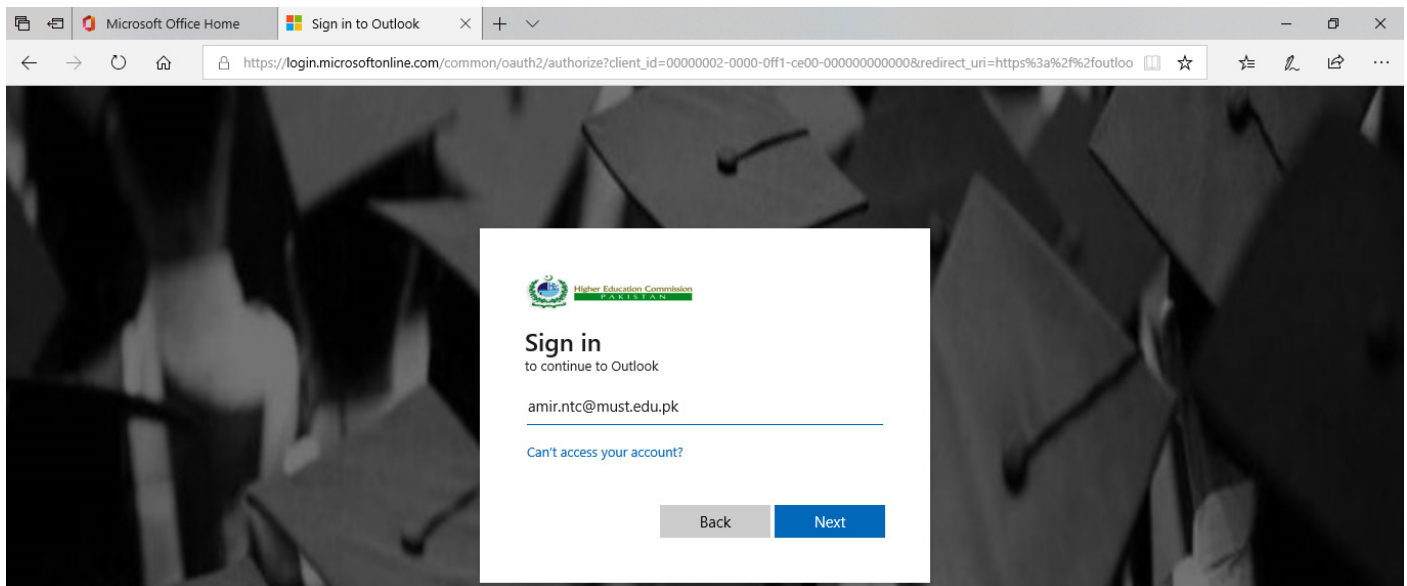 Microsoft Office Home
Sign in to Outlook
https://login.microsoftonline.com/common/oauth2/authorize?client_id=00000002-0000-0ff1-ce00-000000000000&redirect_uri=https%3a%2f%2foutloo
Higher Education Commission
PAKISTAN
Sign in
to continue to Outlook
amir.ntc@must.edu.pk
Can't access your account?
Back Next